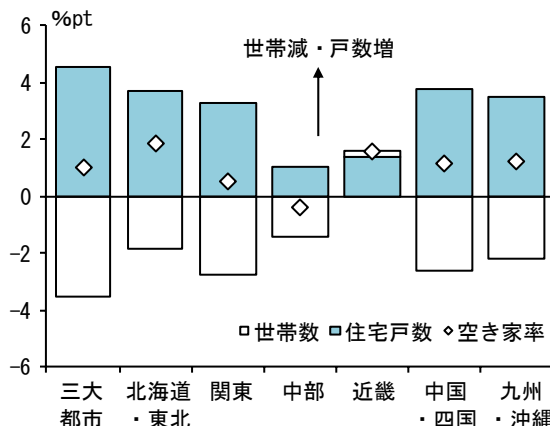 %pt
6
世帯減・戸数増
4
2
0
-2
-4
□世帯数 ■住宅戸数 ◇空き家率
-6
三大 北海道 関東 中部 近畿 中国 九州
都市 ・東北 ・四国 ・沖縄